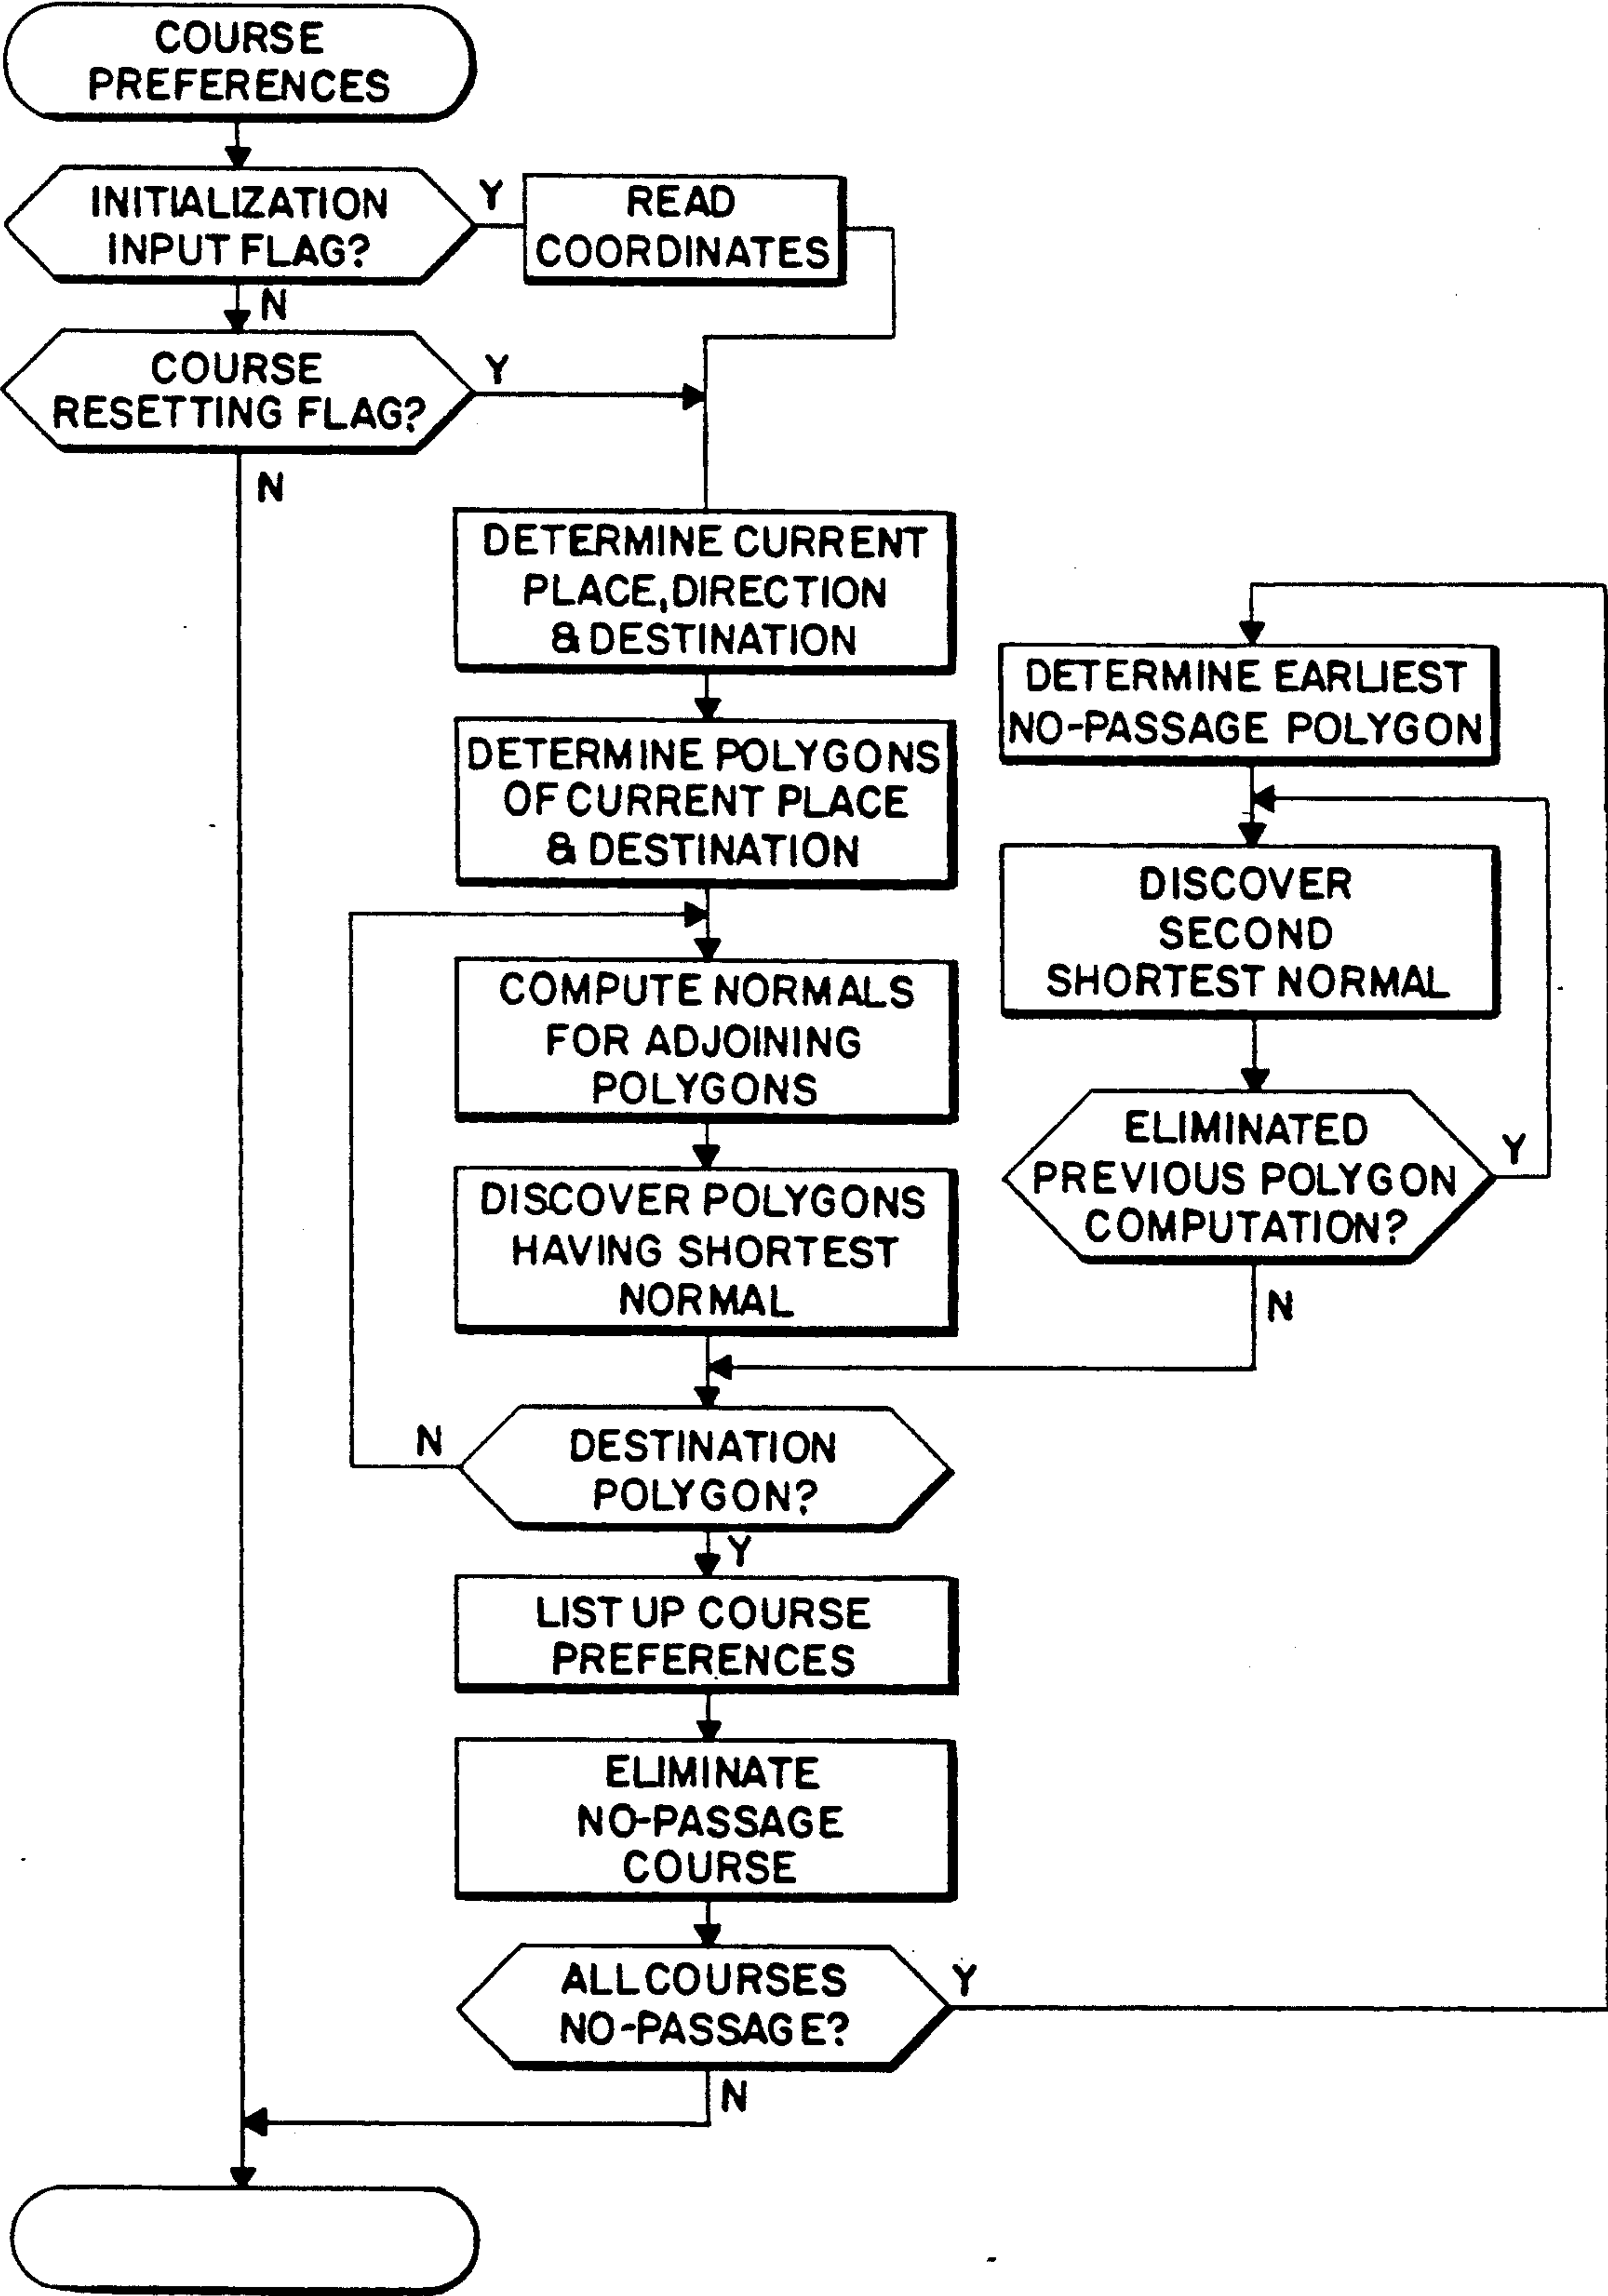 COURSE
PREFERENCES
INITIALIZATION
INPUT FLAG?
Y
READ
COORDINATES
N
COURSE
RESETTING FLAG?
Y
N
DETERMINE CURRENT
PLACE, DIRECTION
& DESTINATION
DETERMINE POLYGONS
OF CURRENT PLACE
& DESTINATION
COMPUTE NORMALS
FOR ADJOINING
POLYGONS
DISCOVER POLYGONS
HAVING SHORTEST
NORMAL
DETERMINE EARLIEST
NO-PASSAGE POLYGON
DISCOVER
SECOND
SHORTEST NORMAL
ELIMINATED
PREVIOUS POLYGON
COMPUTATION?
Y
N
DESTINATION
POLYGON?
N
Y
LIST UP COURSE
PREFERENCES
ELIMINATE
NO-PASSAGE
COURSE
ALL COURSES
NO-PASSAGE?
Y
N